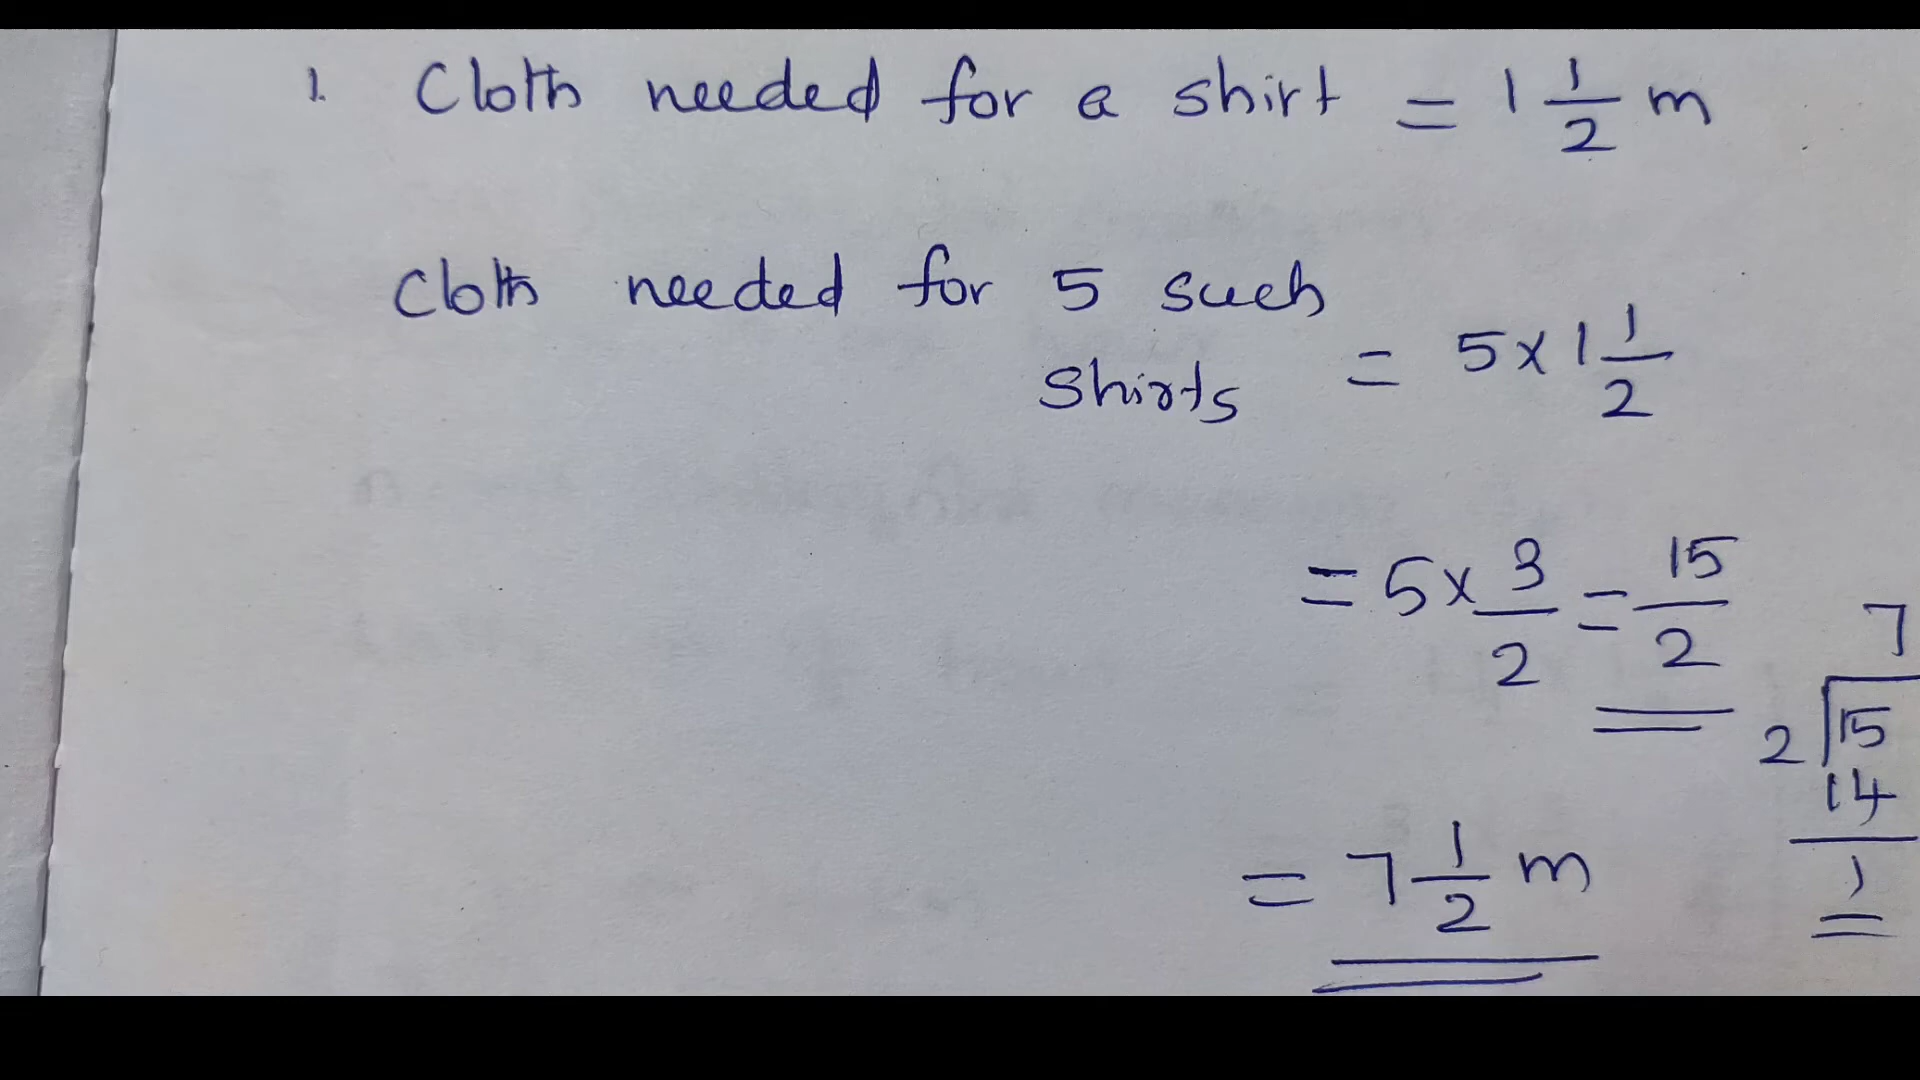 1. Cloth needed for a shirt = 1 1/2 m
Cloth needed for 5 such
shirts = 5 × 1 1/2
= 5 × 3/2 = 15/2
7
2 15
14
1
= 7 1/2 m